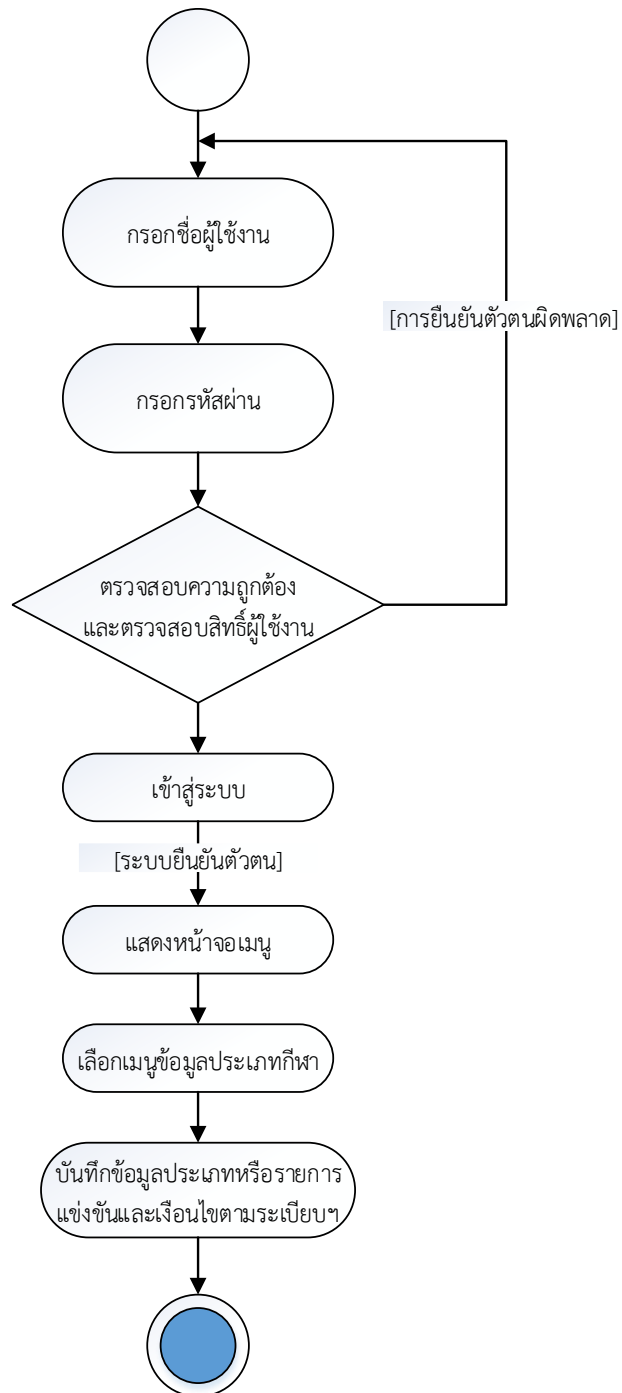 กรอกชื่อผู้ใช้งาน
[การยืนยันตัวตนผิดพลาด]
กรอกรหัสผ่าน
ตรวจสอบความถูกต้อง
และตรวจสอบสิทธิ์ผู้ใช้งาน
เข้าสู่ระบบ
[ระบบยืนยันตัวตน]
แสดงหน้าจอเมนู
เลือกเมนูข้อมูลประเภทกีฬา
บันทึกข้อมูลประเภทหรือรายการ
แข่งขันและเงือนไขตามระเบียบฯ